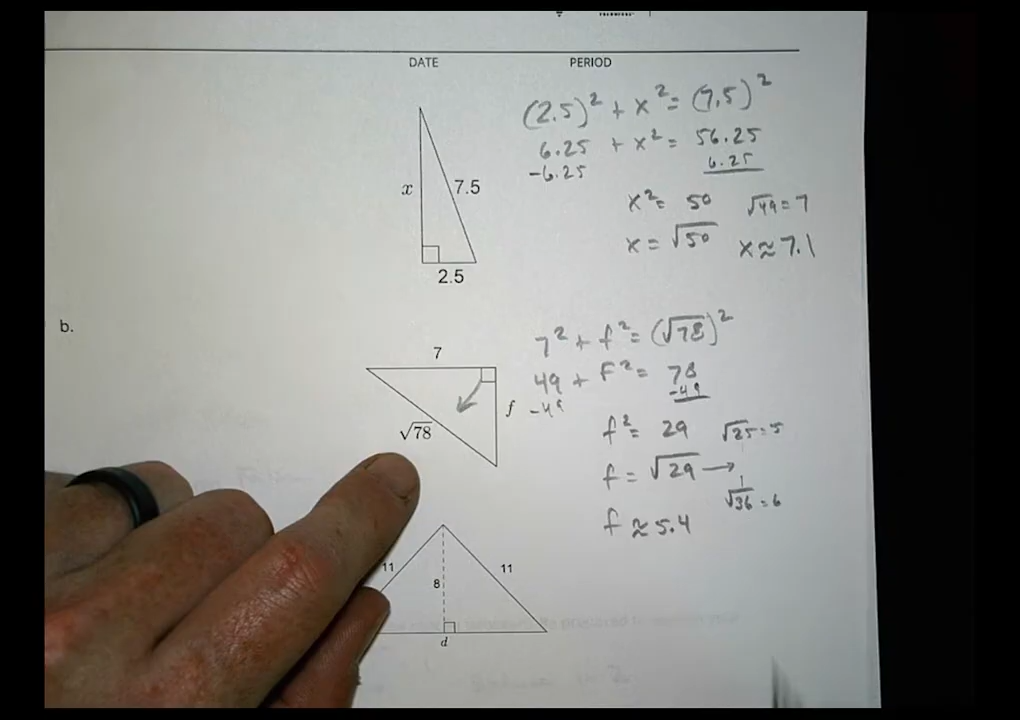 DATE PERIOD
(2.5)² + x² = (7.5)²
6.25 + x² = 56.25
-6.25 6.25
x 7.5
x² = 50 √49 = 7
x = √50 x ≈ 7.1
2.5
b.
7² + f² = (√78)²
7
49 + f² = 78
-49 -49
f
√78
f² = 29 √25 = 5
f = √29 →
√36 = 6
f ≈ 5.4
11 8 11
d